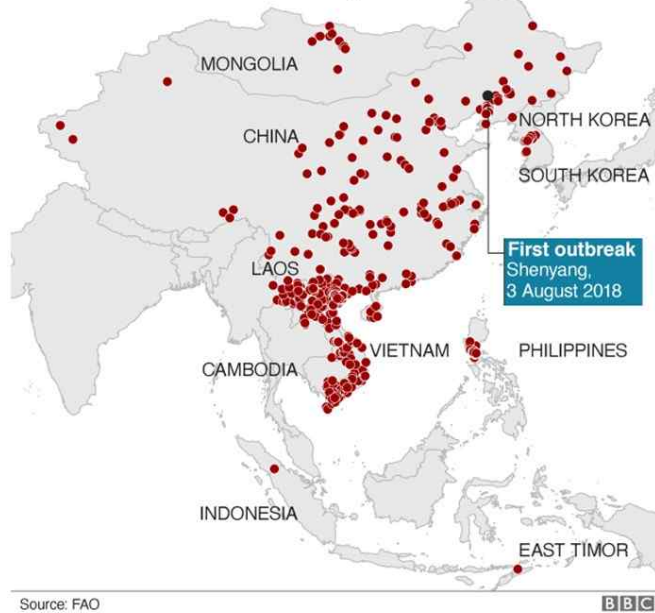 MONGOLIA
CHINA
NORTH KOREA
SOUTH KOREA
First outbreak
Shenyang,
3 August 2018
LAOS
VIETNAM
PHILIPPINES
CAMBODIA
INDONESIA
EAST TIMOR
Source: FAO
BBC